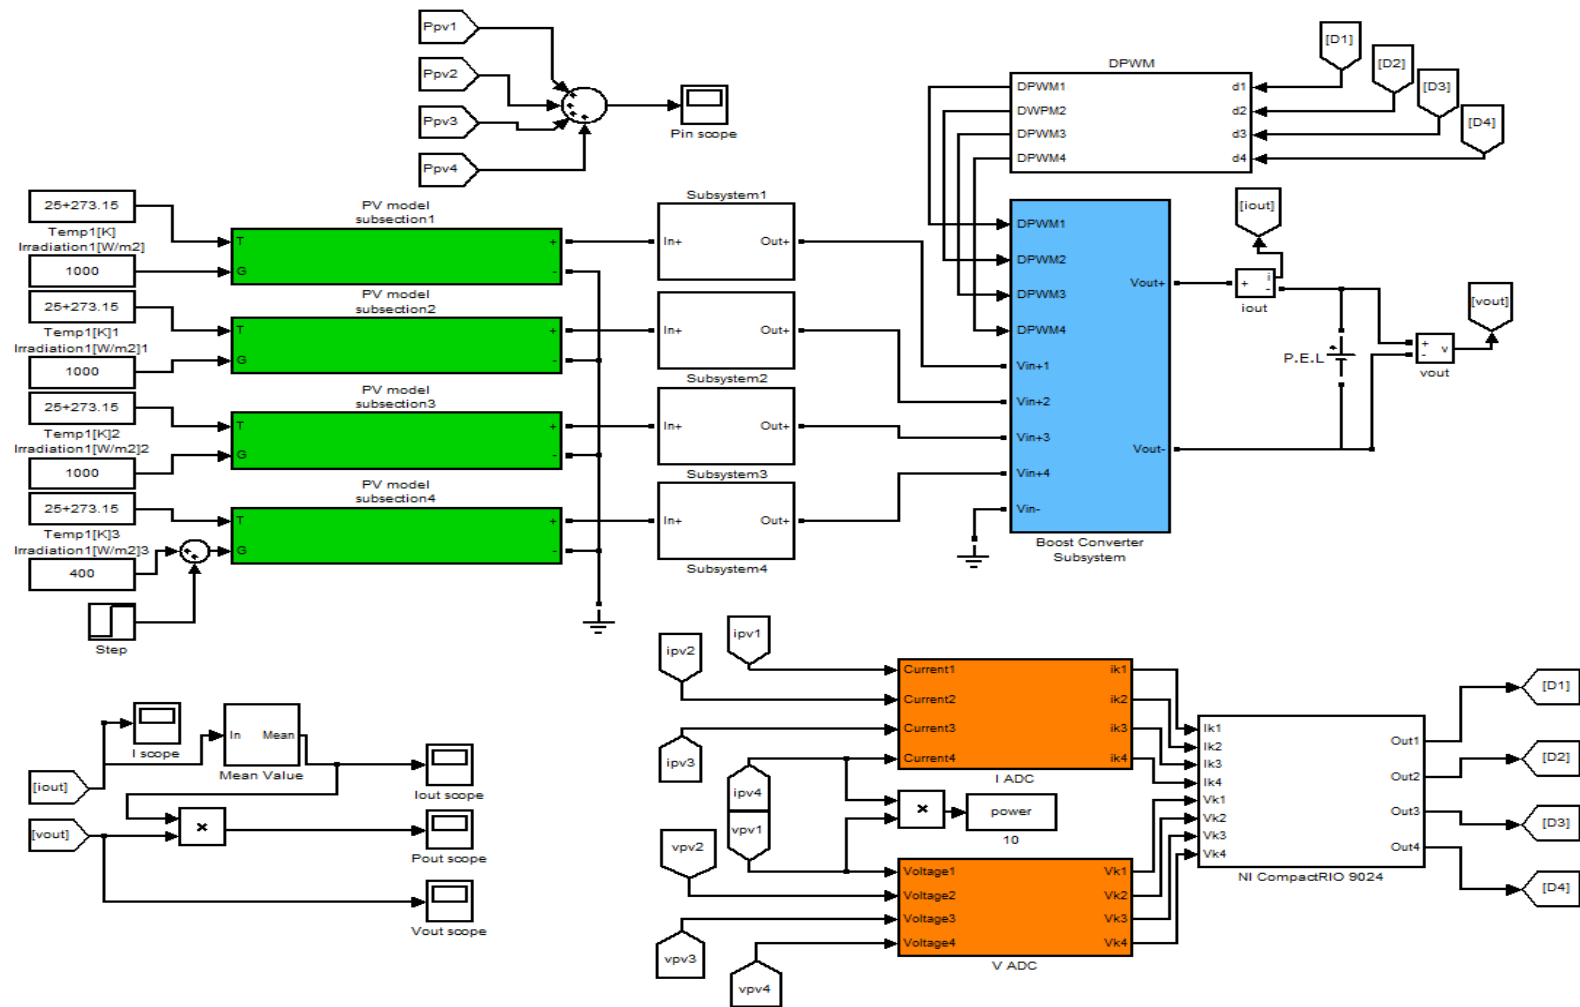 Ppv1
Ppv2
Ppv3
Ppv4
Pin scope
DPWM
DPWM1
DWPM2
DPWM3
DPWM4
d1
d2
d3
d4
[D1]
[D2]
[D3]
[D4]
25+273.15
Temp1[K]
Irradiation1[W/m2]
1000
25+273.15
Temp1[K]1
Irradiation1[W/m2]1
1000
25+273.15
Temp1[K]2
Irradiation1[W/m2]2
1000
25+273.15
Temp1[K]3
Irradiation1[W/m2]3
400
Step
PV model
subsection1
T
G
+
-
PV model
subsection2
T
G
+
-
PV model
subsection3
T
G
+
-
PV model
subsection4
T
G
+
-
Subsystem1
In+
Out+
In+
Out+
Subsystem2
In+
Out+
Subsystem3
In+
Out+
Subsystem4
DPWM1
DPWM2
DPWM3
DPWM4
Vin+1
Vin+2
Vin+3
Vin+4
Vin-
Vout+
Vout-
Boost Converter
Subsystem
[iout]
+
i
-
iout
P.E.L
+
-
v
vout
[vout]
I scope
In
Mean
Mean Value
[iout]
[vout]
×
Iout scope
Pout scope
Vout scope
ipv1
ipv2
ipv3
ipv4
vpv1
vpv2
vpv3
vpv4
Current1
Current2
Current3
Current4
ik1
ik2
ik3
ik4
I ADC
×
power
10
Voltage1
Voltage2
Voltage3
Voltage4
Vk1
Vk2
Vk3
Vk4
V ADC
Ik1
Ik2
Ik3
Ik4
Vk1
Vk2
Vk3
Vk4
Out1
Out2
Out3
Out4
NI CompactRIO 9024
[D1]
[D2]
[D3]
[D4]